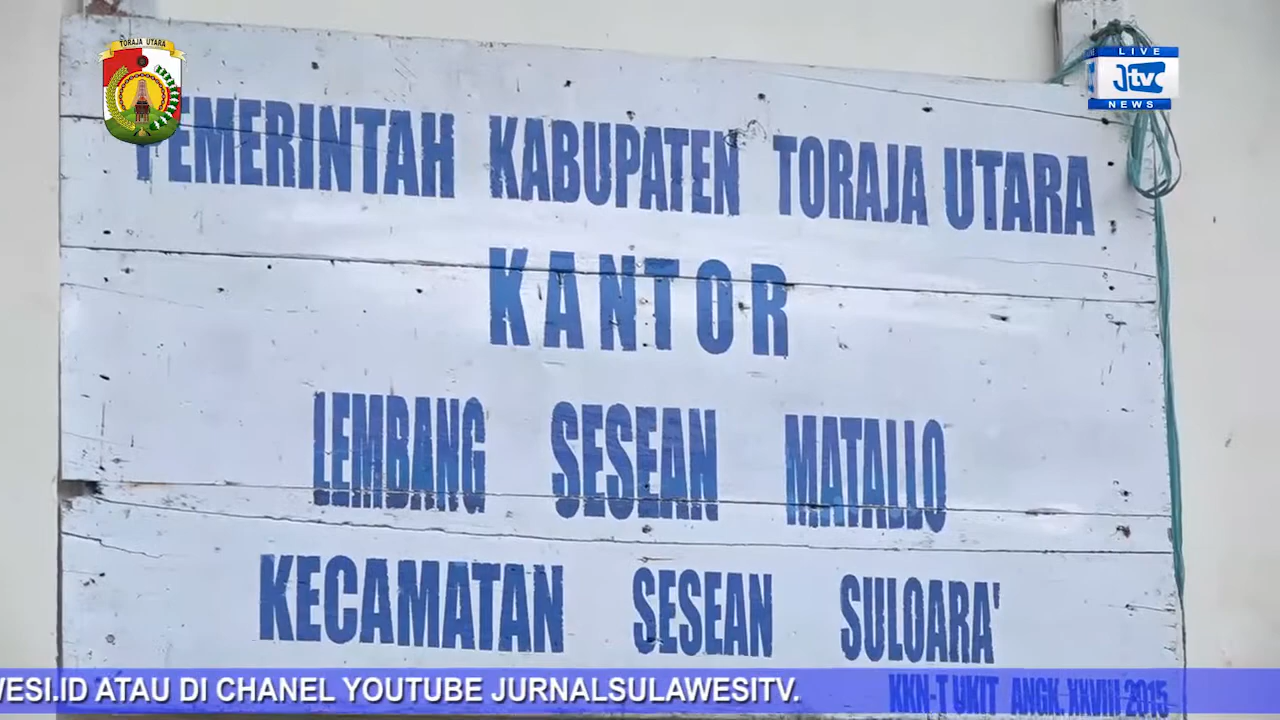 TORAJA UTARA
LIVE
Jtv
NEWS
PEMERINTAH KABUPATEN TORAJA UTARA
KANTOR
LEMBANG SESEAN MATALLO
KECAMATAN SESEAN SULOARA'
KKN-T UKIT ANGK. XXVIII 2015
WESI.ID ATAU DI CHANEL YOUTUBE JURNALSULAWESITV.